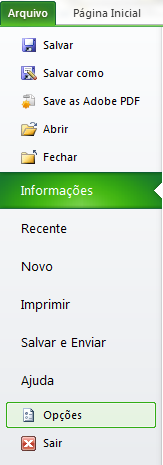 Arquivo Página Inicial
Salvar
Salvar como
Save as Adobe PDF
Abrir
Fechar
Informações
Recente
Novo
Imprimir
Salvar e Enviar
Ajuda
Opções
Sair